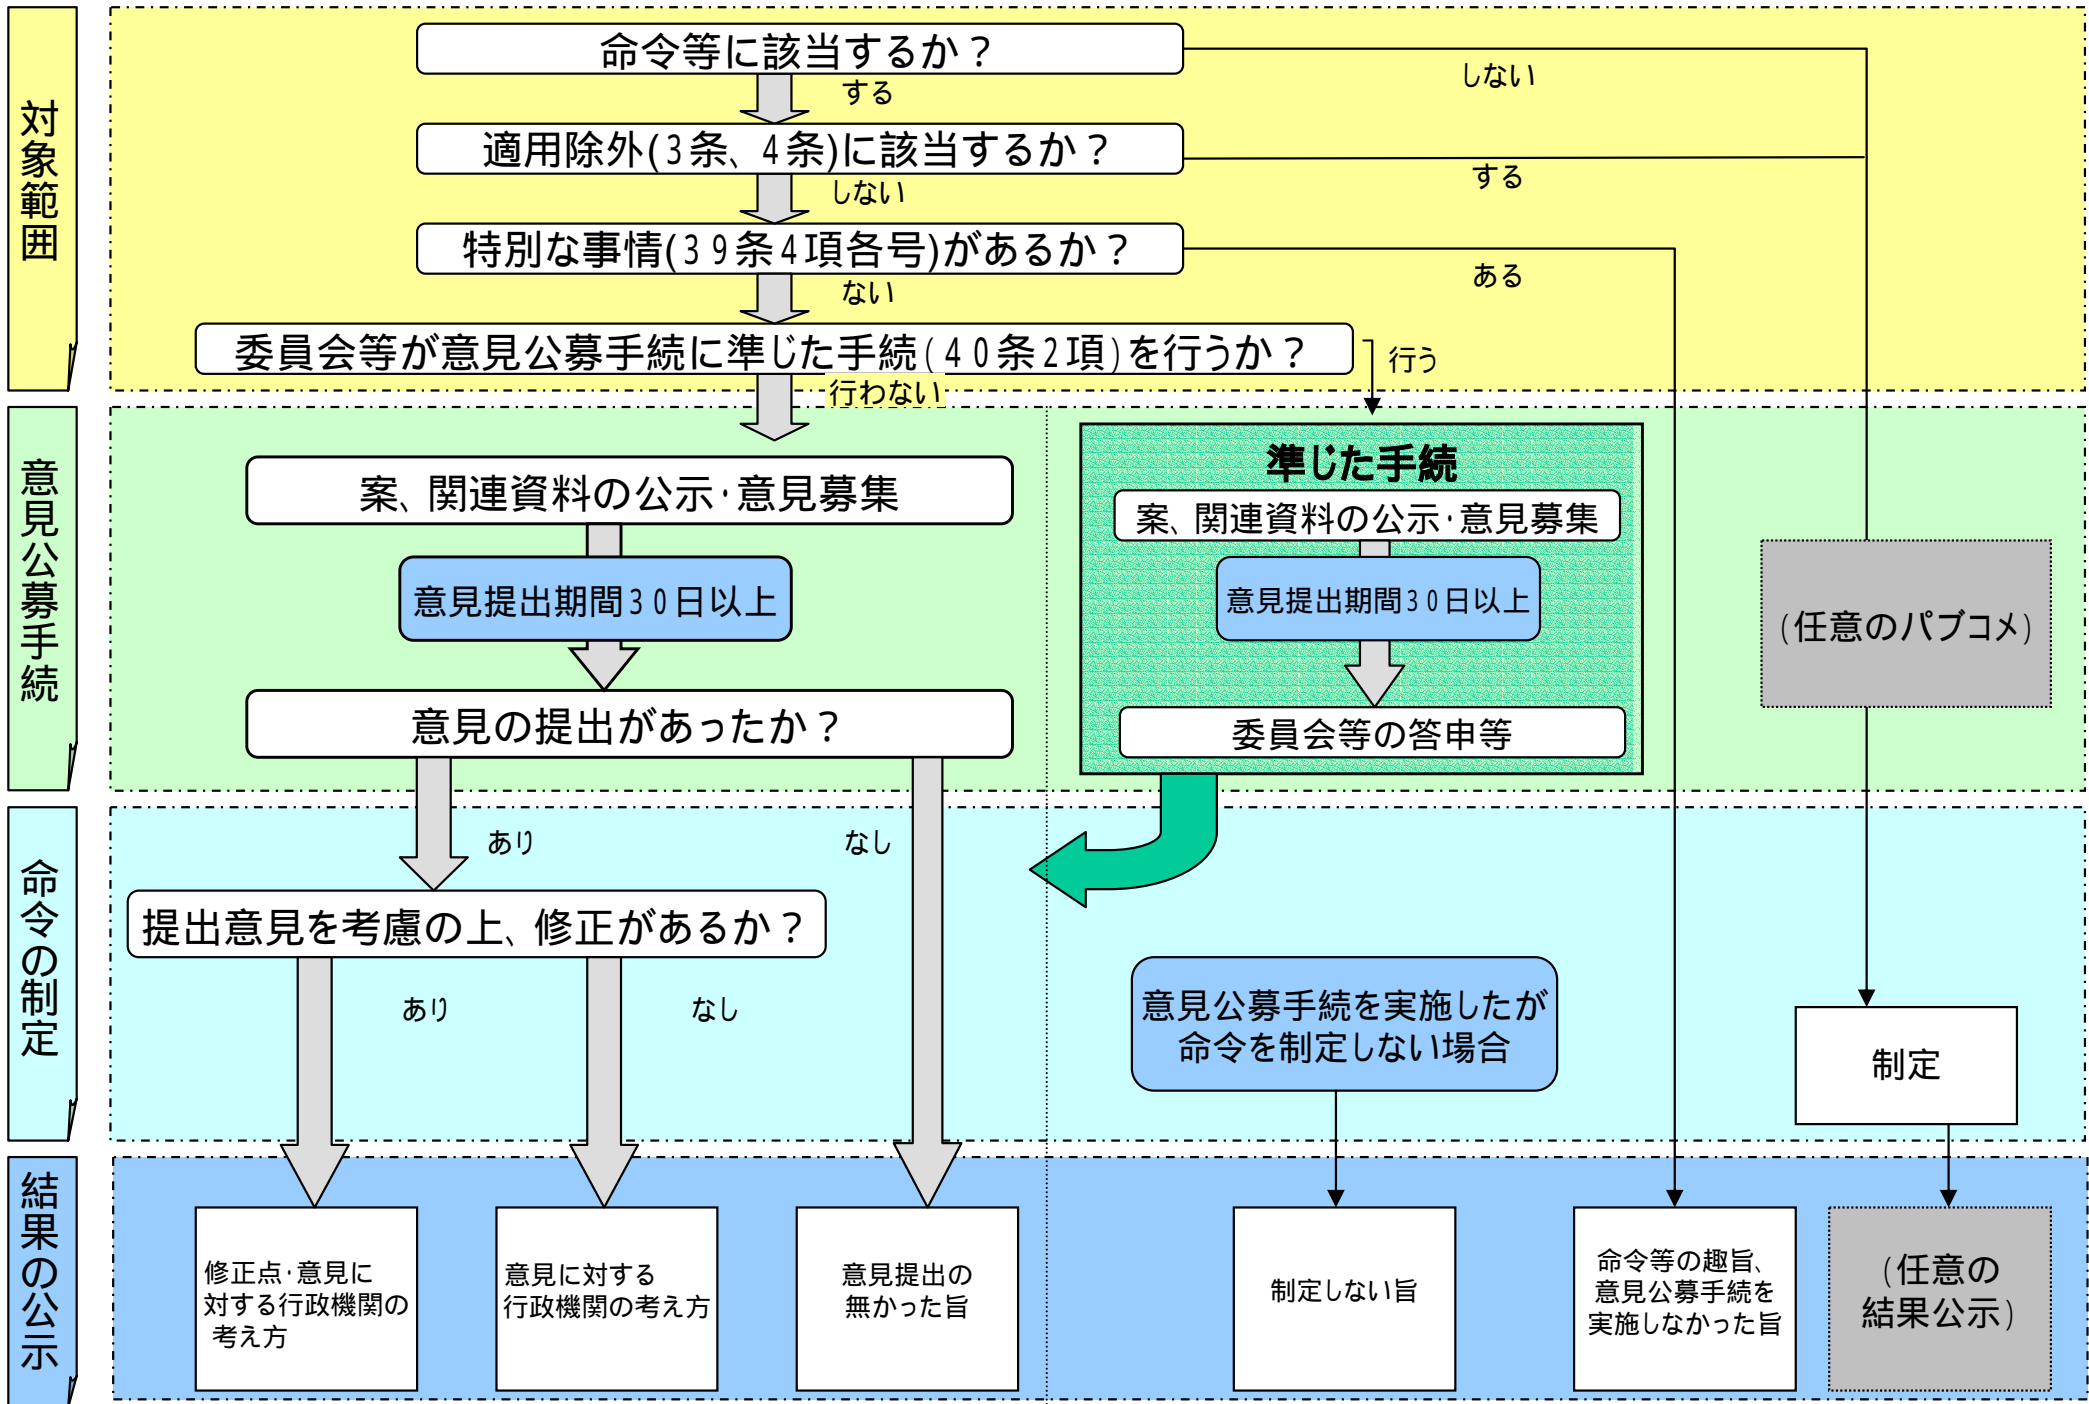 対象範囲
命令等に該当するか？
しない
する
適用除外(3条、4条)に該当するか？
する
しない
特別な事情(39条4項各号)があるか？
ある
ない
委員会等が意見公募手続に準じた手続(40条2項)を行うか？
行う
行わない
意見公募手続
案、関連資料の公示・意見募集
意見提出期間30日以上
意見の提出があったか？
準じた手続
案、関連資料の公示・意見募集
意見提出期間30日以上
委員会等の答申等
(任意のパブコメ)
命令の制定
あり
なし
提出意見を考慮の上、修正があるか？
あり
なし
意見公募手続を実施したが
命令を制定しない場合
制定
結果の公示
修正点・意見に
対する行政機関の
考え方
意見に対する
行政機関の考え方
意見提出の
無かった旨
制定しない旨
命令等の趣旨、
意見公募手続を
実施しなかった旨
(任意の
結果公示)